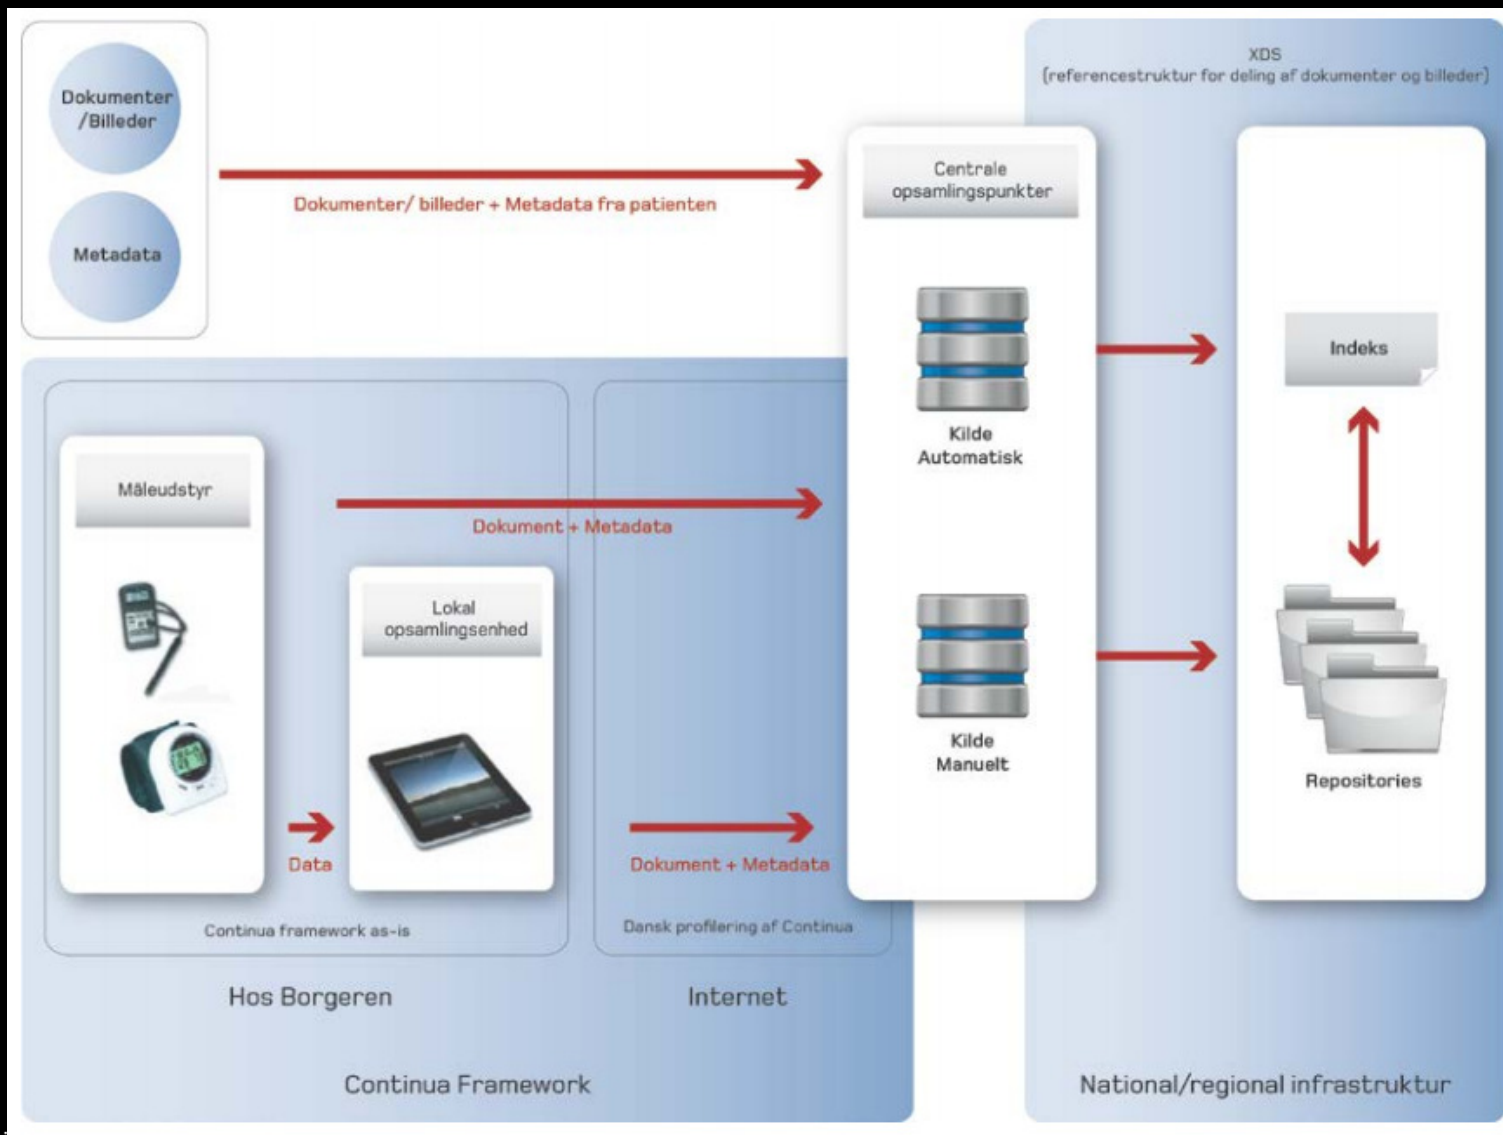 XDS
(referencestruktur for deling af dokumenter og billeder)
Dokumenter
/Billeder
Metadata
Dokumenter/ billeder + Metadata fra patienten
Centrale
opsamlingspunkter
Kilde
Automatisk
Kilde
Manuelt
Indeks
Repositories
Måleudstyr
Dokument + Metadata
Lokal
opsamlingsenhed
Data
Dokument + Metadata
Continua framework as-is
Dansk profilering af Continua
Hos Borgeren
Internet
Continua Framework
National/regional infrastruktur